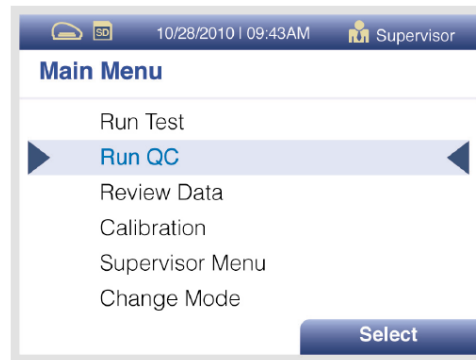 SD 10/28/2010 | 09:43AM Supervisor
Main Menu
Run Test
Run QC
Review Data
Calibration
Supervisor Menu
Change Mode
Select